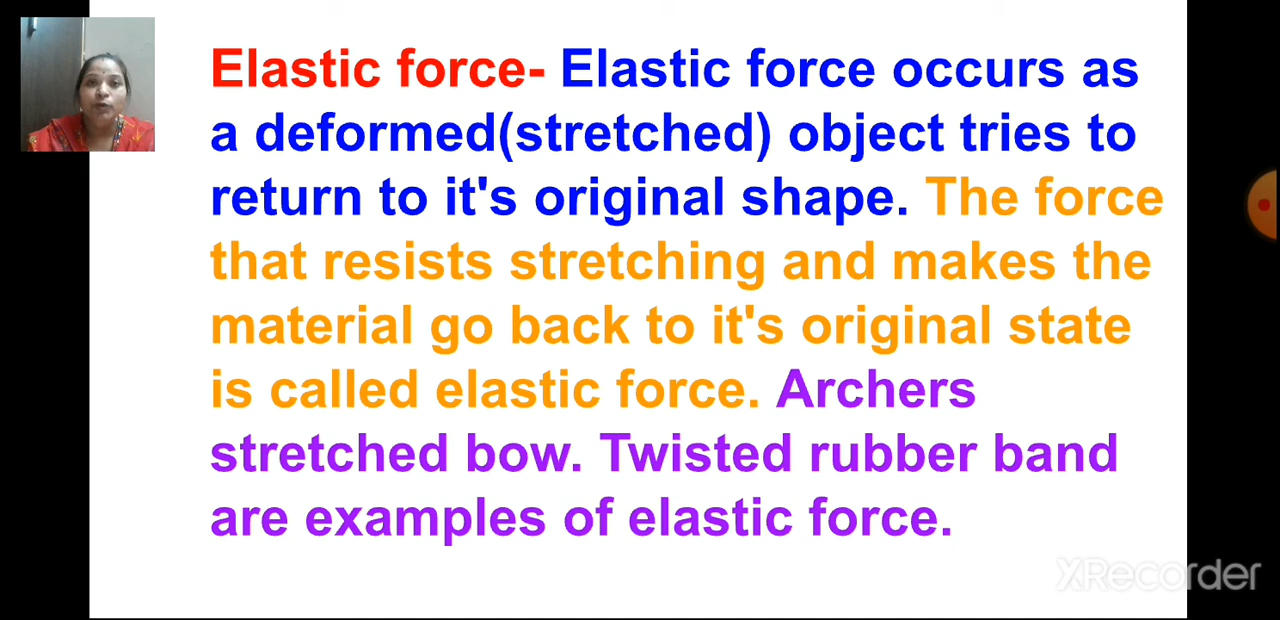 Elastic force- Elastic force occurs as
a deformed(stretched) object tries to
return to it's original shape. The force
that resists stretching and makes the
material go back to it's original state
is called elastic force. Archers
stretched bow. Twisted rubber band
are examples of elastic force.
XRecorder